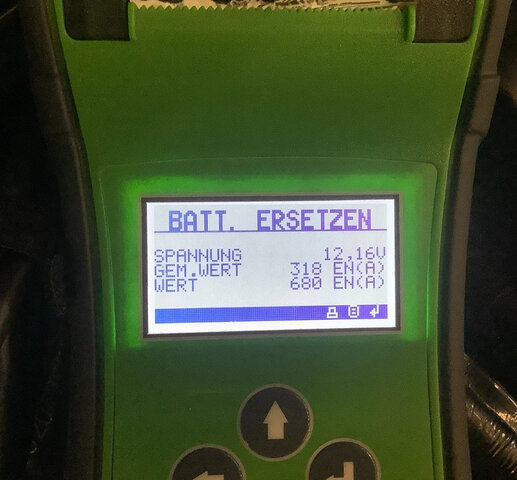 BATT. ERSETZEN
SPANNUNG 12,16V
GEM.WERT 318 EN(A)
WERT 680 EN(A)